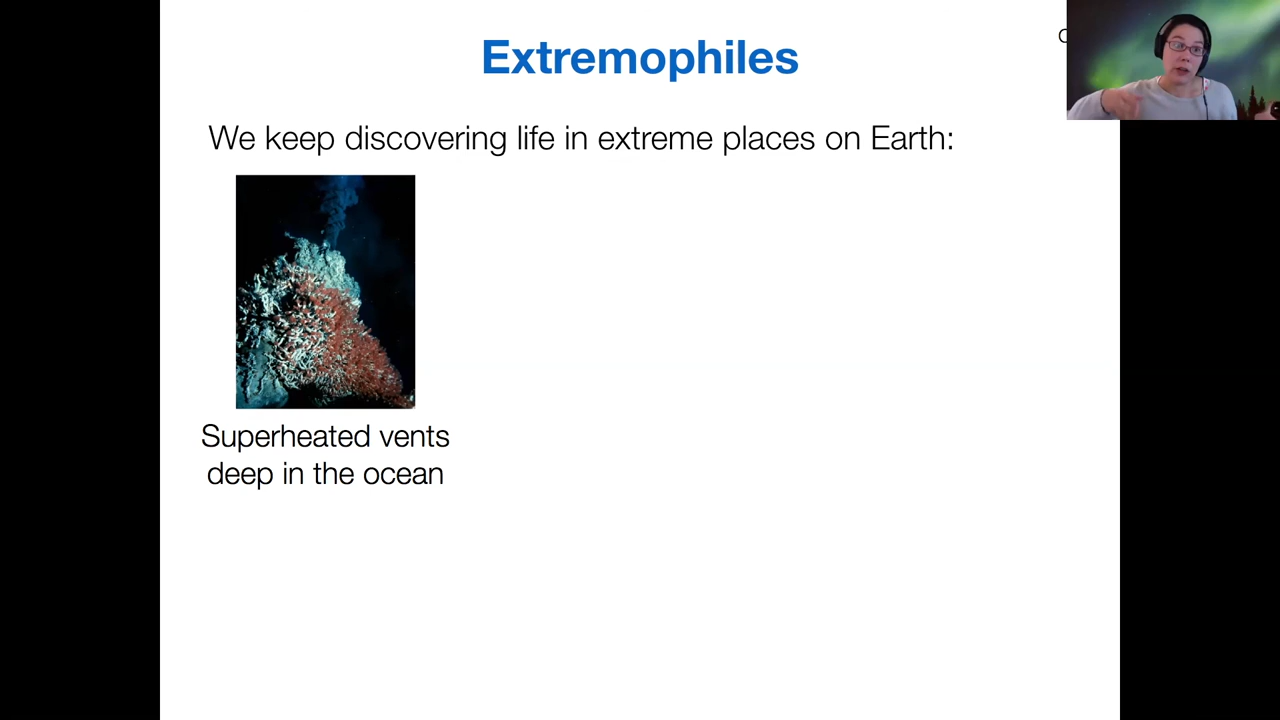 Extremophiles
We keep discovering life in extreme places on Earth:
Superheated vents
deep in the ocean